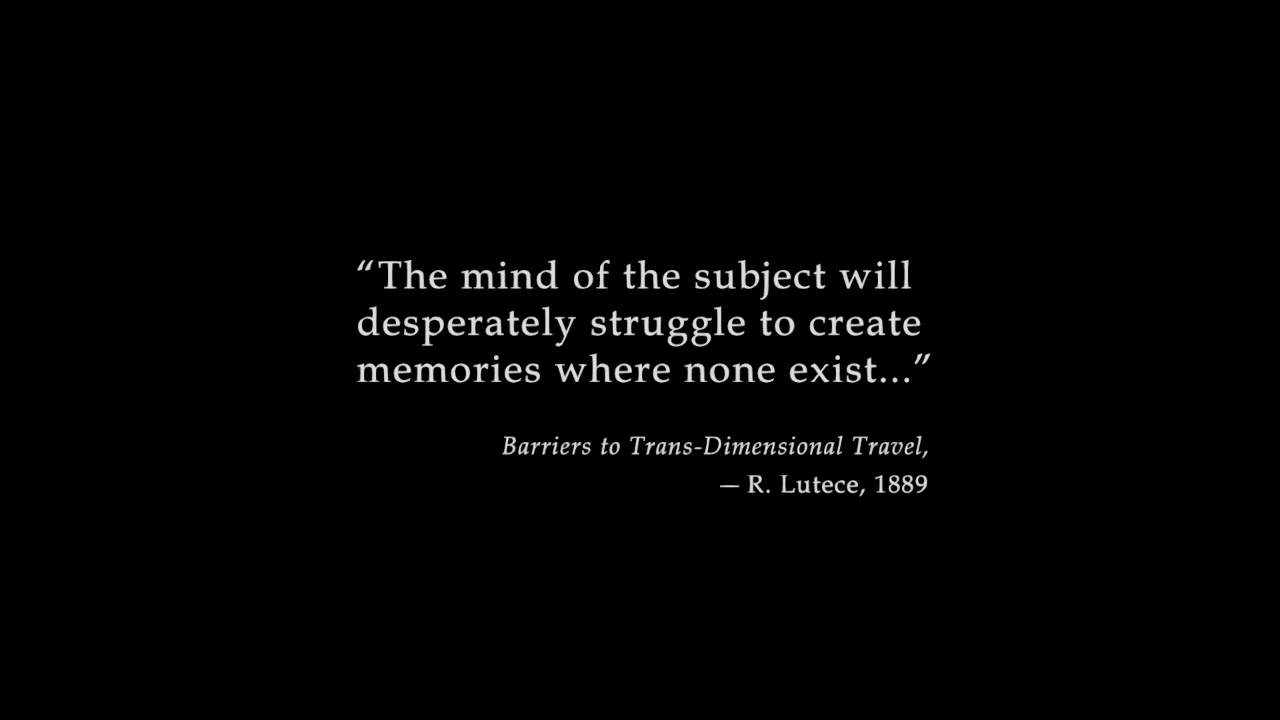 “The mind of the subject will
desperately struggle to create
memories where none exist...”
Barriers to Trans-Dimensional Travel,
— R. Lutece, 1889